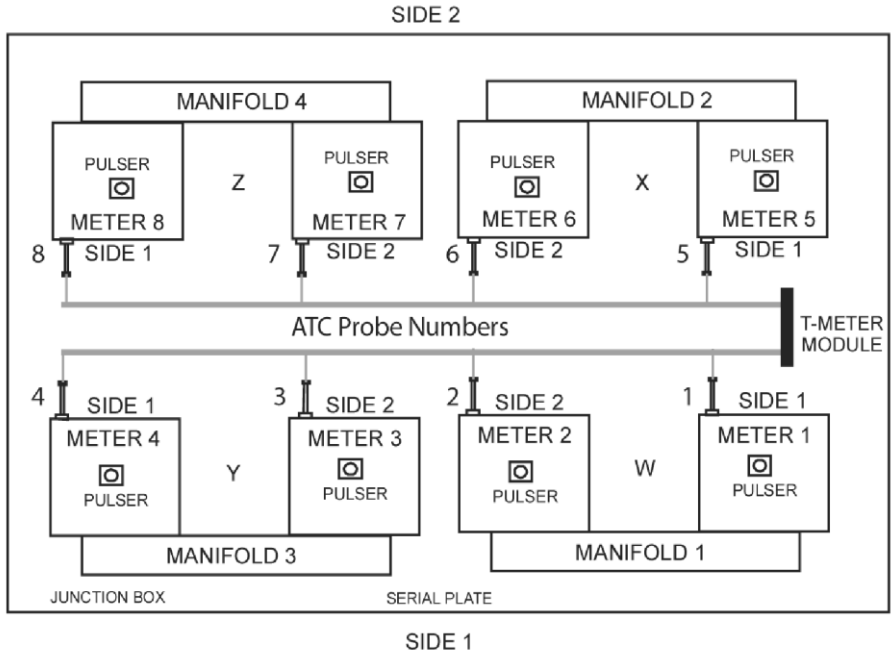 SIDE 2
MANIFOLD 4
MANIFOLD 2
PULSER
PULSER
PULSER
PULSER
Z
X
METER 8
METER 7
METER 6
METER 5
8
SIDE 1
7
SIDE 2
6
SIDE 2
5
SIDE 1
ATC Probe Numbers
T-METER
MODULE
4
SIDE 1
3
SIDE 2
2
SIDE 2
1
SIDE 1
METER 4
METER 3
METER 2
METER 1
Y
W
PULSER
PULSER
PULSER
PULSER
MANIFOLD 3
MANIFOLD 1
JUNCTION BOX
SERIAL PLATE
SIDE 1